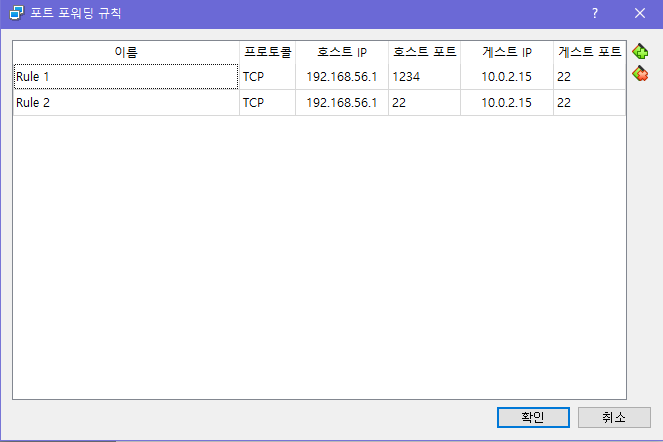 포트 포워딩 규칙
이름 프로토콜 호스트 IP 호스트 포트 게스트 IP 게스트 포트
Rule 1 TCP 192.168.56.1 1234 10.0.2.15 22
Rule 2 TCP 192.168.56.1 22 10.0.2.15 22
확인 취소